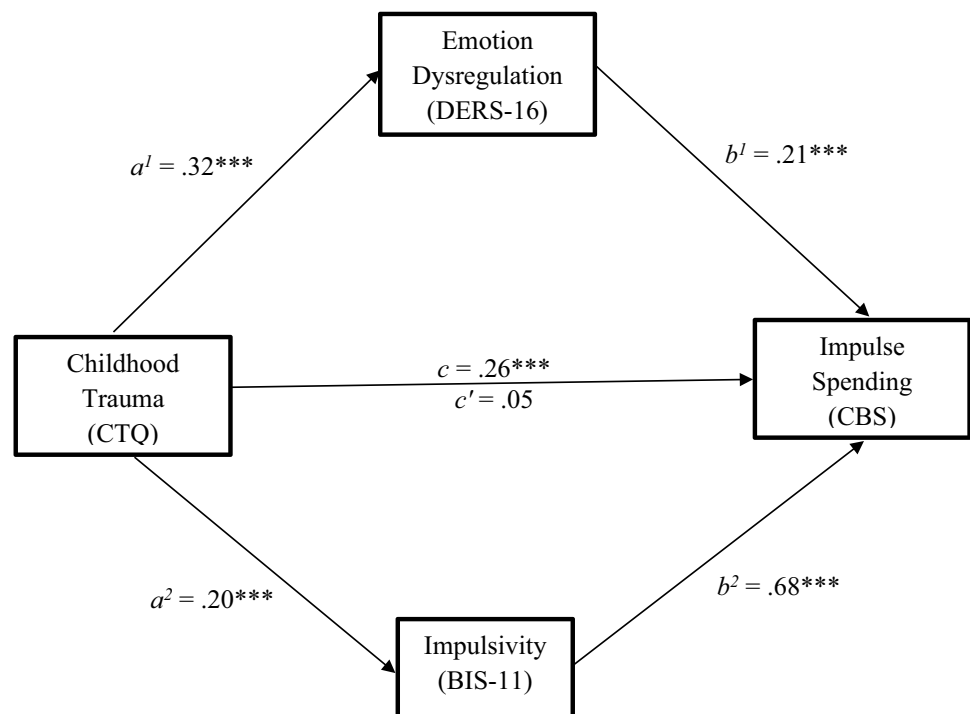 Emotion
Dysregulation
(DERS-16)
a¹ = .32***
b¹ = .21***
Childhood
Trauma
(CTQ)
c = .26***
c' = .05
Impulse
Spending
(CBS)
a² = .20***
b² = .68***
Impulsivity
(BIS-11)